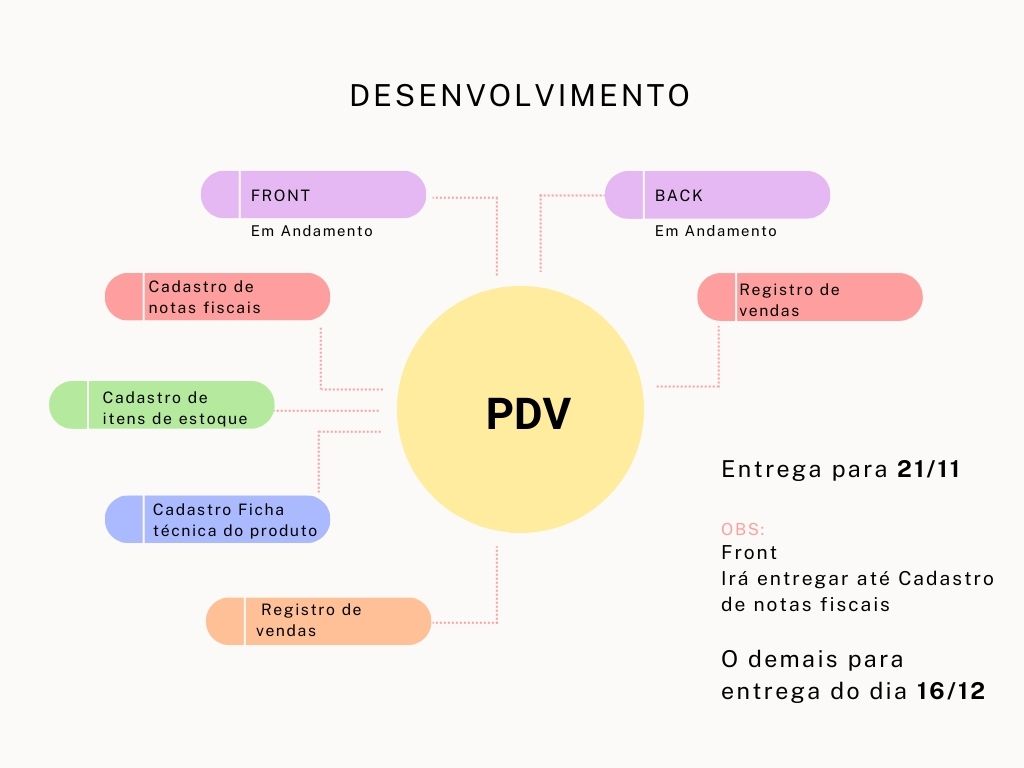 DESENVOLVIMENTO
FRONT
Em Andamento
BACK
Em Andamento
Cadastro de
notas fiscais
Registro de
vendas
Cadastro de
itens de estoque
PDV
Cadastro Ficha
técnica do produto
Registro de
vendas
Entrega para 21/11
OBS:
Front
Irá entregar até Cadastro
de notas fiscais
O demais para
entrega do dia 16/12